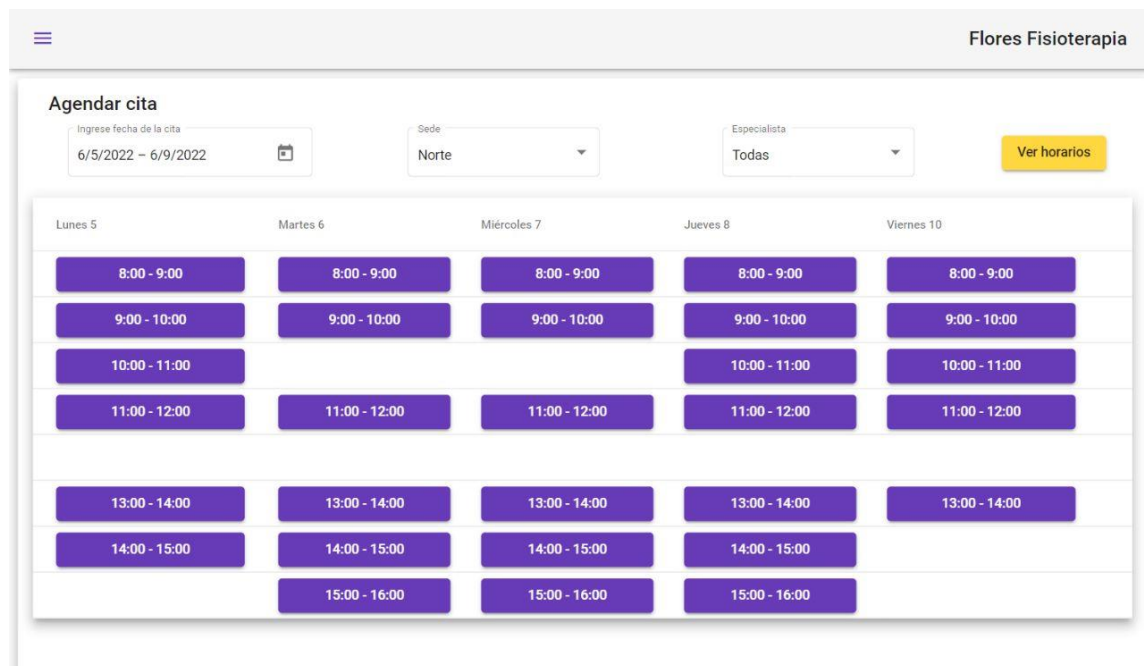 Flores Fisioterapia
Agendar cita
Ingrese fecha de la cita Sede Especialista
6/5/2022 – 6/9/2022 Norte Todas Ver horarios
Lunes 5 Martes 6 Miércoles 7 Jueves 8 Viernes 10
8:00 - 9:00 8:00 - 9:00 8:00 - 9:00 8:00 - 9:00 8:00 - 9:00
9:00 - 10:00 9:00 - 10:00 9:00 - 10:00 9:00 - 10:00 9:00 - 10:00
10:00 - 11:00 10:00 - 11:00 10:00 - 11:00
11:00 - 12:00 11:00 - 12:00 11:00 - 12:00 11:00 - 12:00 11:00 - 12:00
13:00 - 14:00 13:00 - 14:00 13:00 - 14:00 13:00 - 14:00 13:00 - 14:00
14:00 - 15:00 14:00 - 15:00 14:00 - 15:00 14:00 - 15:00
15:00 - 16:00 15:00 - 16:00 15:00 - 16:00